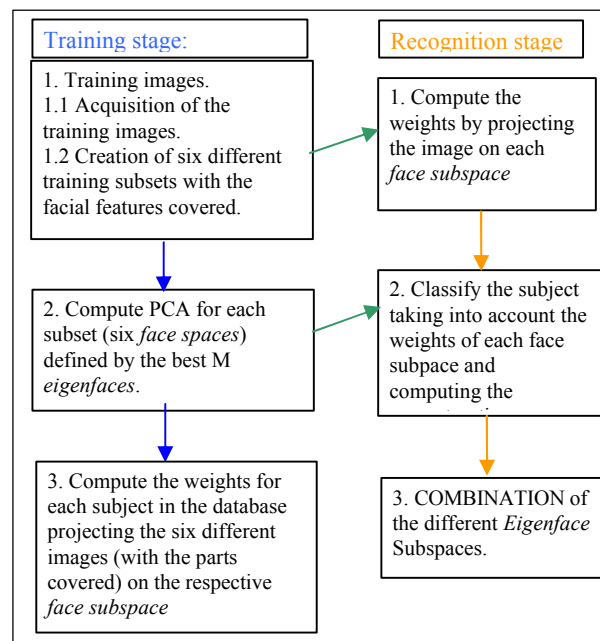 Training stage:
1. Training images.
1.1 Acquisition of the
training images.
1.2 Creation of six different
training subsets with the
facial features covered.
2. Compute PCA for each
subset (six face spaces)
defined by the best M
eigenfaces.
3. Compute the weights for
each subject in the database
projecting the six different
images (with the parts
covered) on the respective
face subspace
Recognition stage
1. Compute the
weights by projecting
the image on each
face subspace
2. Classify the subject
taking into account the
weights of each face
subpace and
computing the
3. COMBINATION of
the different Eigenface
Subspaces.